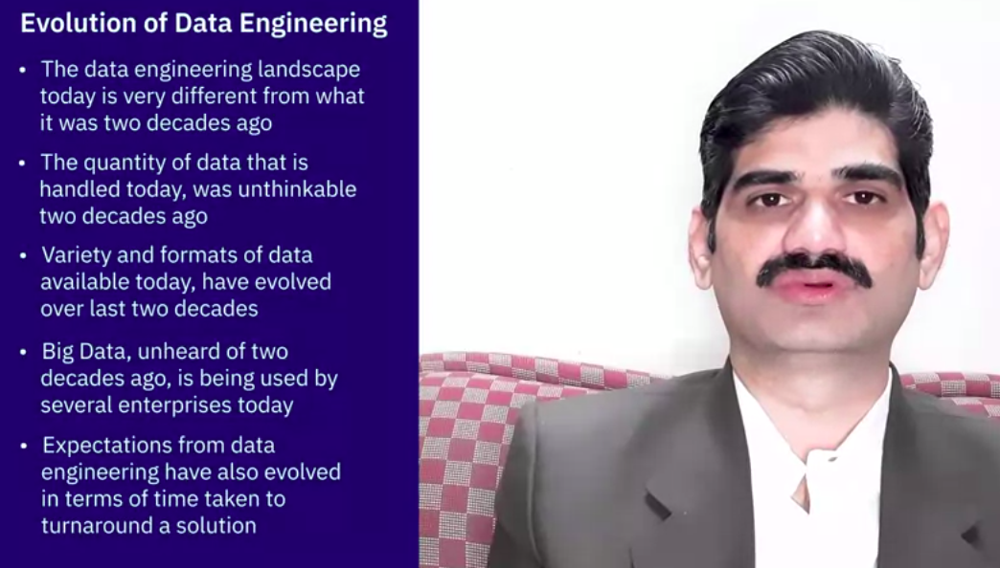 Evolution of Data Engineering
• The data engineering landscape
today is very different from what
it was two decades ago
• The quantity of data that is
handled today, was unthinkable
two decades ago
• Variety and formats of data
available today, have evolved
over last two decades
• Big Data, unheard of two
decades ago, is being used by
several enterprises today
• Expectations from data
engineering have also evolved
in terms of time taken to
turnaround a solution